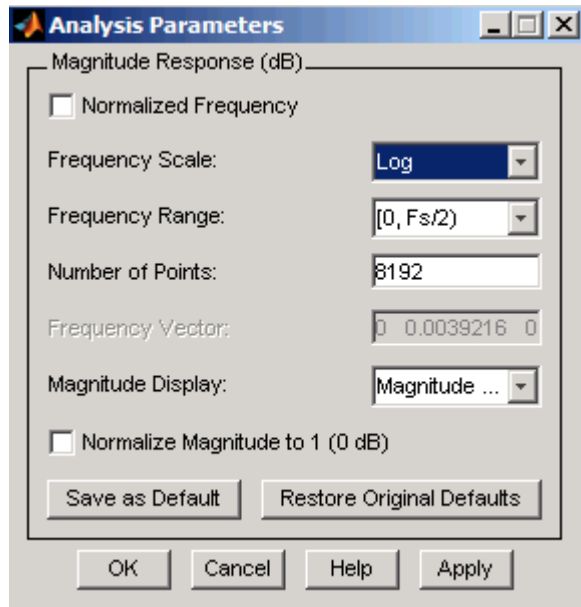 Analysis Parameters
Magnitude Response (dB)
Normalized Frequency
Frequency Scale: Log
Frequency Range: [0, Fs/2)
Number of Points: 8192
Frequency Vector: 0 0.0039216 0
Magnitude Display: Magnitude ...
Normalize Magnitude to 1 (0 dB)
Save as Default Restore Original Defaults
OK Cancel Help Apply